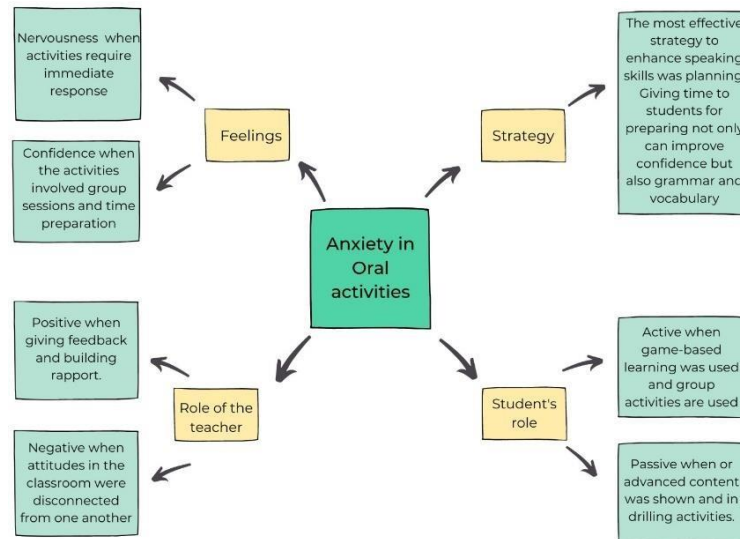 Nervousness when
activities require
immediate
response
Feelings
Confidence when
the activities
involved group
sessions and time
preparation
The most effective
strategy to
enhance speaking
skills was planning.
Giving time to
students for
preparing not only
can improve
confidence but
also grammar and
vocabulary
Strategy
Anxiety in
Oral
activities
Positive when
giving feedback
and building
rapport.
Role of the
teacher
Negative when
attitudes in the
classroom were
disconnected
from one another
Active when
game-based
learning was used
and group
activities are used
Student's
role
Passive when or
advanced content
was shown and in
drilling activities.